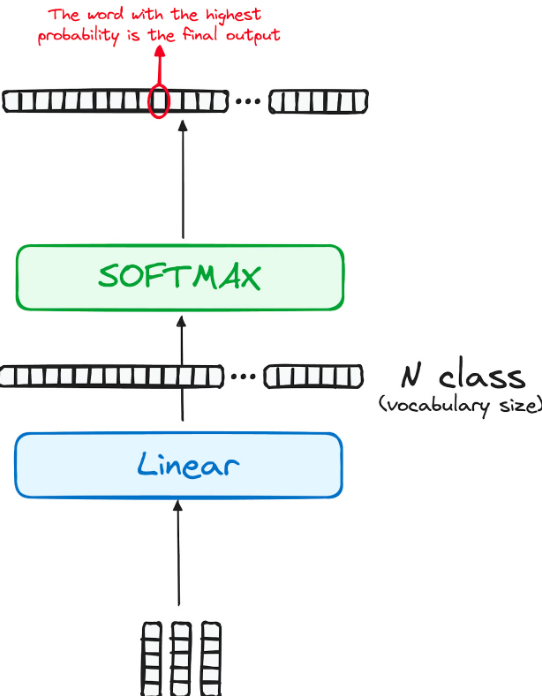 The word with the highest
probability is the final output
...
SOFTMAX
...
N class
(vocabulary size)
Linear